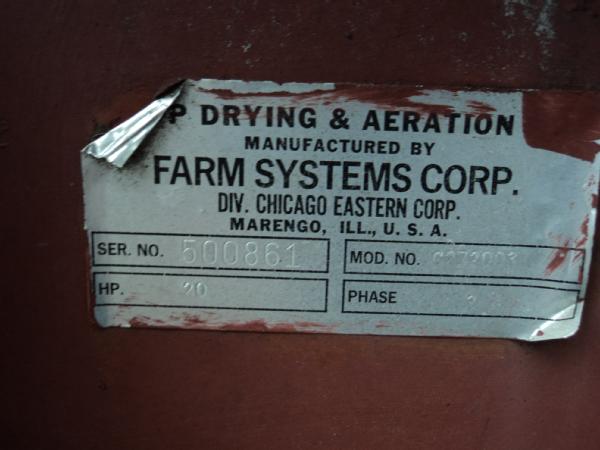 P DRYING & AERATION
MANUFACTURED BY
FARM SYSTEMS CORP.
DIV. CHICAGO EASTERN CORP.
MARENGO, ILL., U. S. A.
SER. NO. 500861 MOD. NO.
HP. 20 PHASE